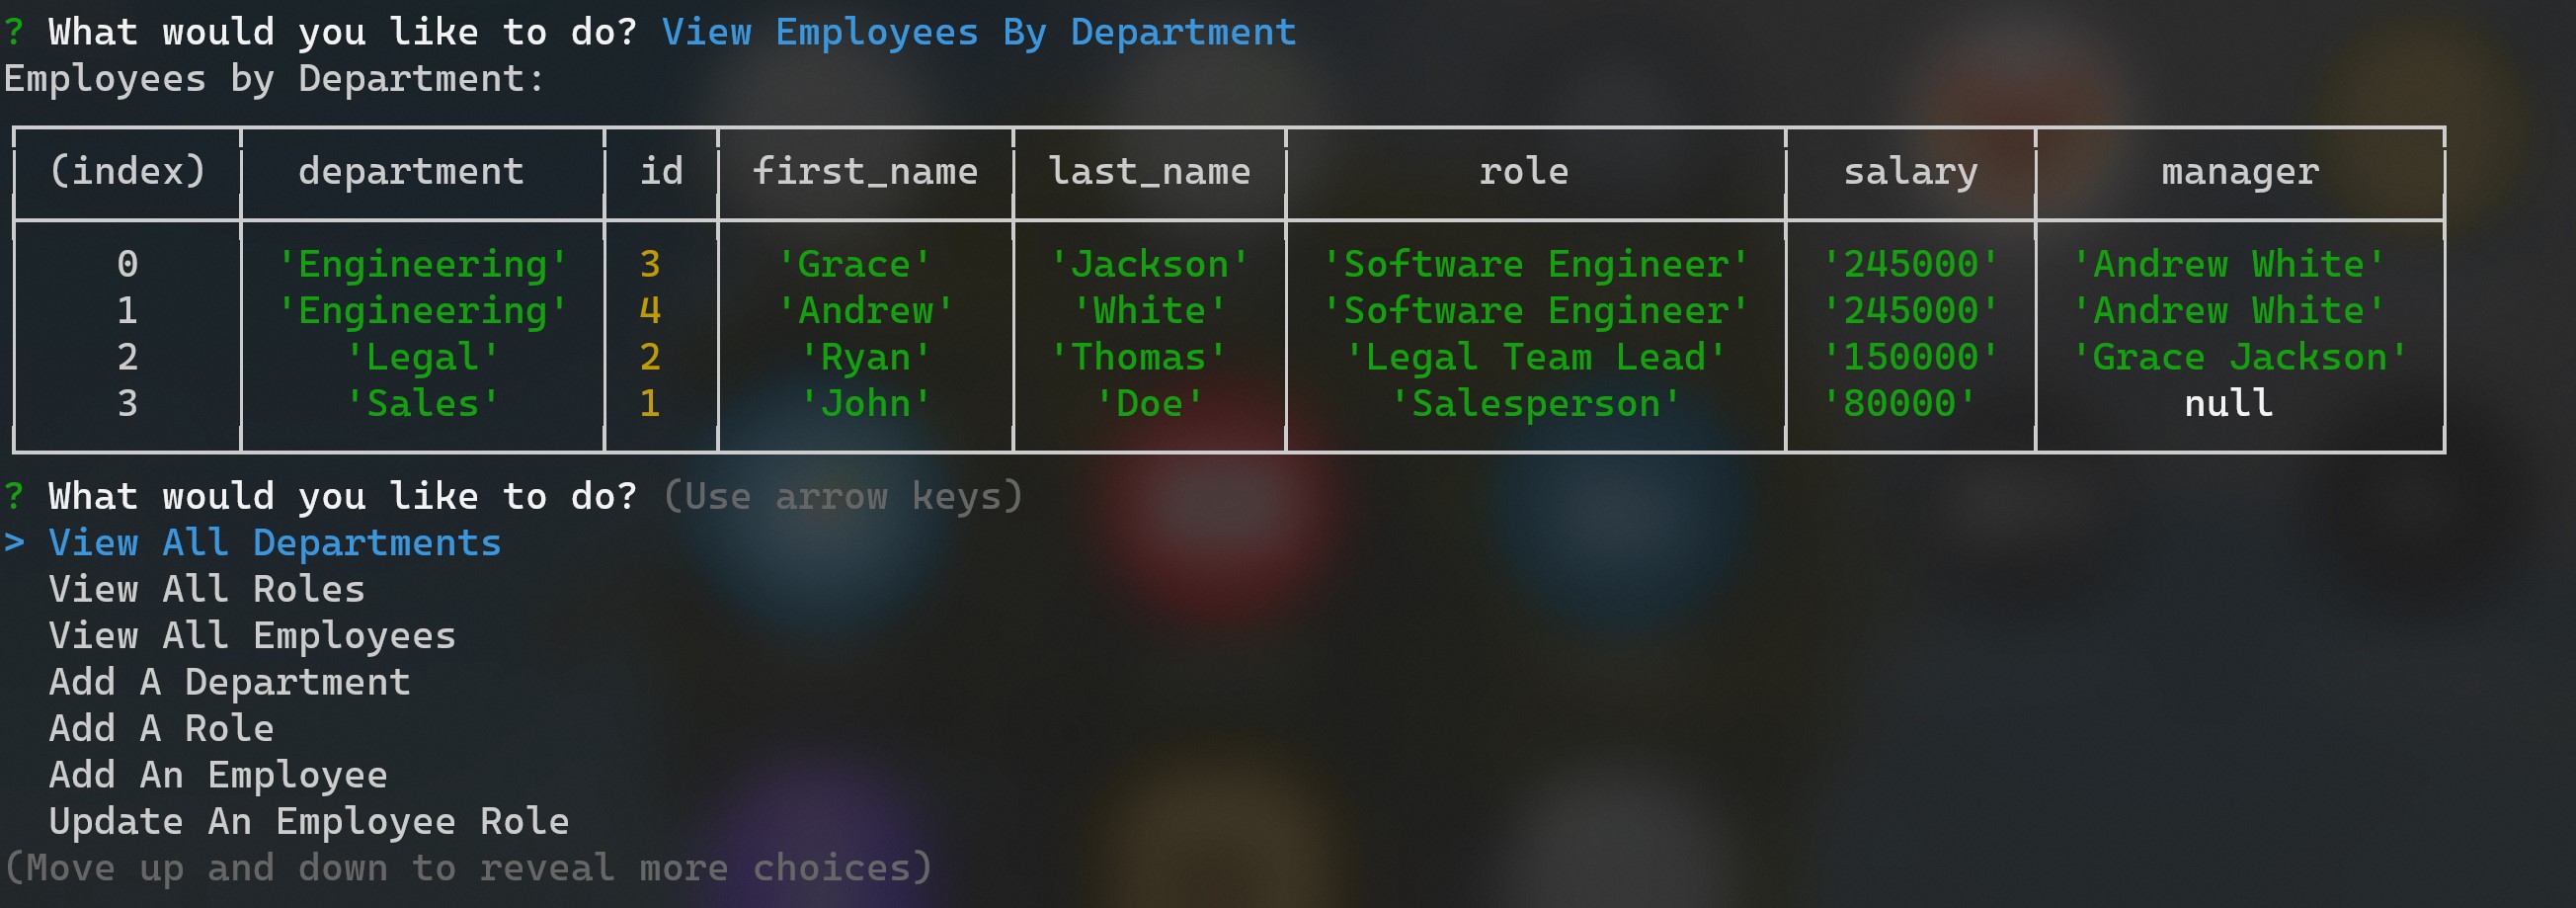 ? What would you like to do? View Employees By Department
Employees by Department:
(index) department id first_name last_name role salary manager
0 'Engineering' 3 'Grace' 'Jackson' 'Software Engineer' '245000' 'Andrew White'
1 'Engineering' 4 'Andrew' 'White' 'Software Engineer' '245000' 'Andrew White'
2 'Legal' 2 'Ryan' 'Thomas' 'Legal Team Lead' '150000' 'Grace Jackson'
3 'Sales' 1 'John' 'Doe' 'Salesperson' '80000' null
? What would you like to do? (Use arrow keys)
> View All Departments
View All Roles
View All Employees
Add A Department
Add A Role
Add An Employee
Update An Employee Role
(Move up and down to reveal more choices)